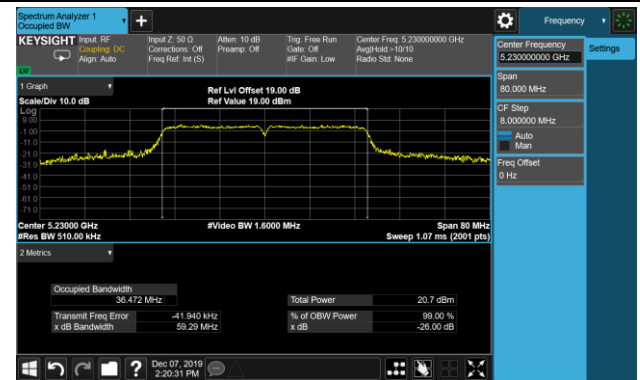 Spectrum Analyzer 1
Occupied BW
+
Frequency
KEYSIGHT
Input: RF
Coupling: DC
Align: Auto
Input Z: 50 Ω
Corrections: Off
Freq Ref: Int (S)
Atten: 10 dB
Preamp: Off
Trig: Free Run
Gate: Off
#IF Gain: Low
Center Freq: 5.230000000 GHz
Avg|Hold:>10/10
Radio Std: None
Center Frequency
5.230000000 GHz
Settings
Span
80.000 MHz
CF Step
8.000000 MHz
Auto
Man
Freq Offset
0 Hz
1 Graph
Scale/Div 10.0 dB
Ref Lvl Offset 19.00 dB
Ref Value 19.00 dBm
Log
9.00
-1.00
-11.0
-21.0
-31.0
-41.0
-51.0
-61.0
-71.0
Center 5.23000 GHz
#Res BW 510.00 kHz
#Video BW 1.6000 MHz
Span 80 MHz
Sweep 1.07 ms (2001 pts)
2 Metrics
Occupied Bandwidth
36.472 MHz
Total Power 20.7 dBm
Transmit Freq Error -41.940 kHz
% of OBW Power 99.00 %
x dB Bandwidth 59.29 MHz
x dB -26.00 dB
?
Dec 07, 2019
2:20:31 PM